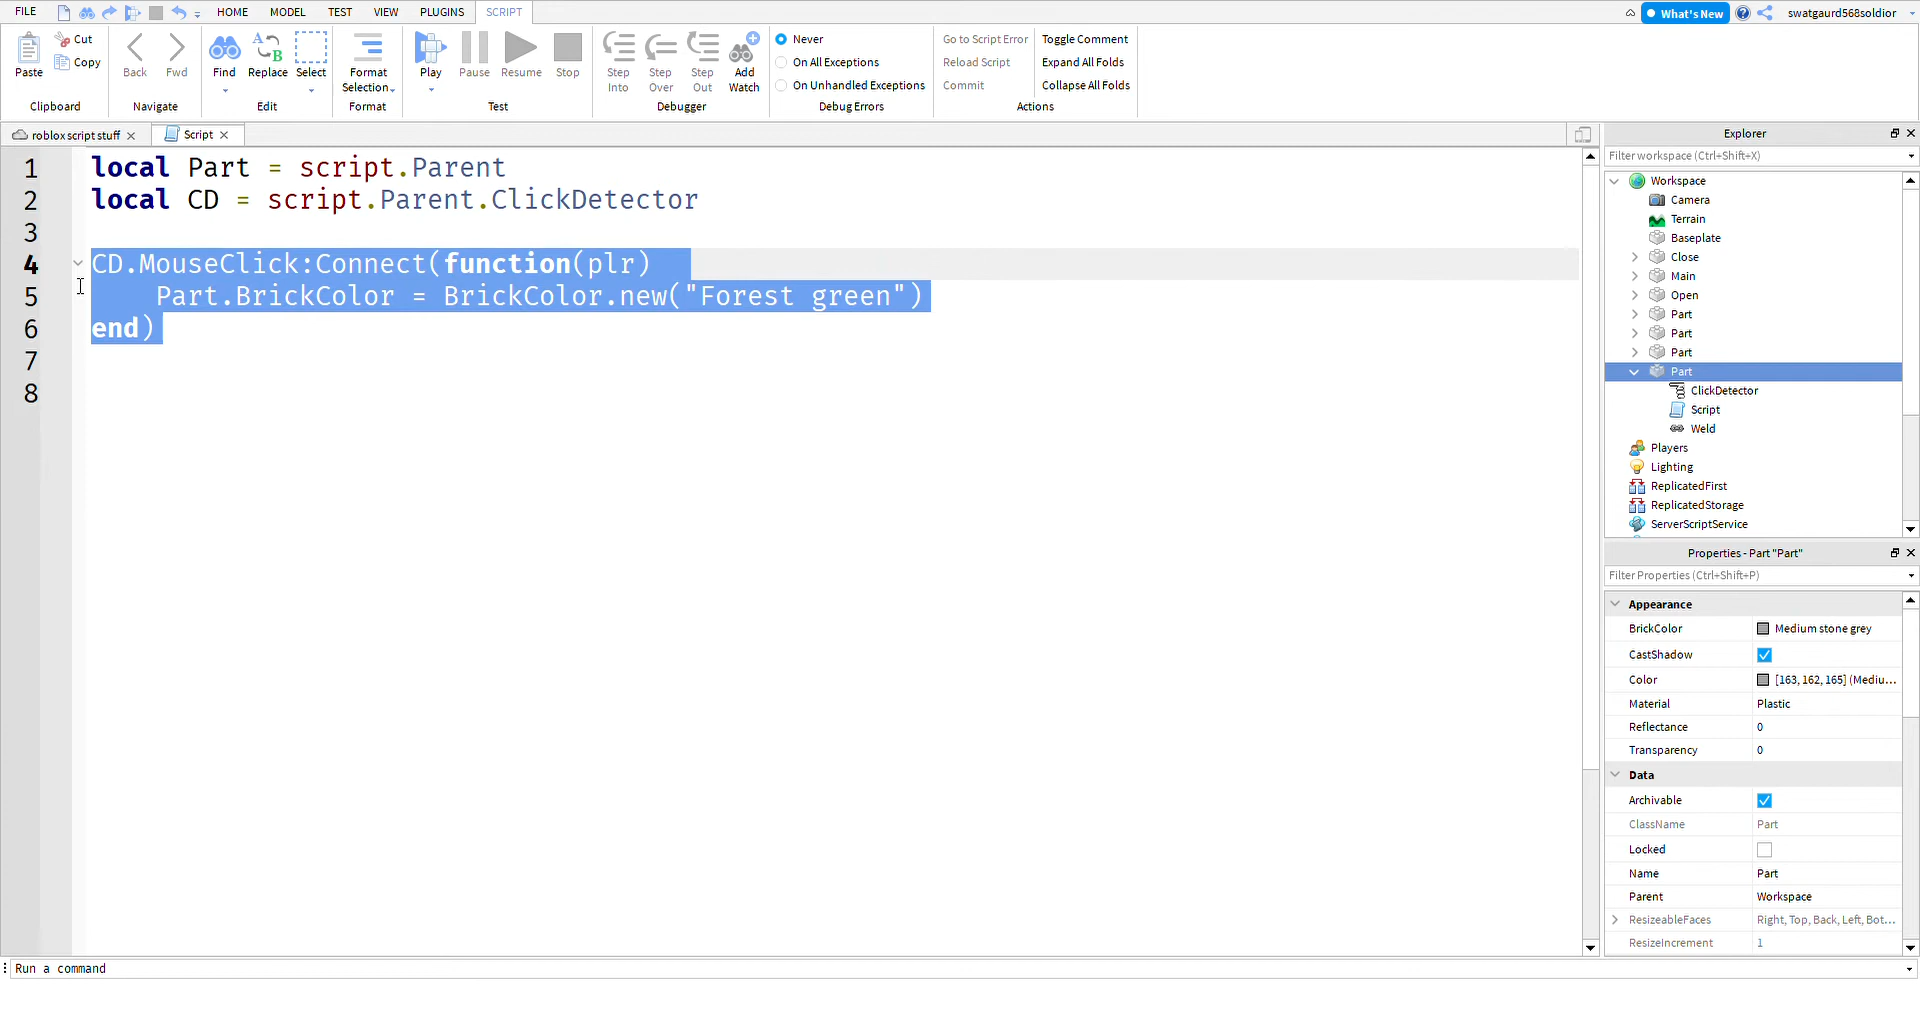 FILE HOME MODEL TEST VIEW PLUGINS SCRIPT What's New swatgaurd568soldior
Paste Cut Copy Clipboard
Back Fwd Navigate
Find Replace Select Edit
Format Selection Format
Play Pause Resume Stop Test
Step Into Step Over Step Out Add Watch Debugger
Never
On All Exceptions
On Unhandled Exceptions
Debug Errors
Go to Script Error Toggle Comment
Reload Script Expand All Folds
Commit Collapse All Folds
Actions
roblox script stuff Script
1 local Part = script.Parent
2 local CD = script.Parent.ClickDetector
3
4 CD.MouseClick:Connect(function(plr)
5 Part.BrickColor = BrickColor.new("Forest green")
6 end)
7
8
Explorer
Filter workspace (Ctrl+Shift+X)
Workspace
Camera
Terrain
Baseplate
Close
Main
Open
Part
Part
Part
Part
ClickDetector
Script
Weld
Players
Lighting
ReplicatedFirst
ReplicatedStorage
ServerScriptService
Properties - Part "Part"
Filter Properties (Ctrl+Shift+P)
Appearance
BrickColor Medium stone grey
CastShadow
Color [163, 162, 165] (Mediu...
Material Plastic
Reflectance 0
Transparency 0
Data
Archivable
ClassName Part
Locked
Name Part
Parent Workspace
ResizeableFaces Right, Top, Back, Left, Bot...
ResizeIncrement 1
Run a command